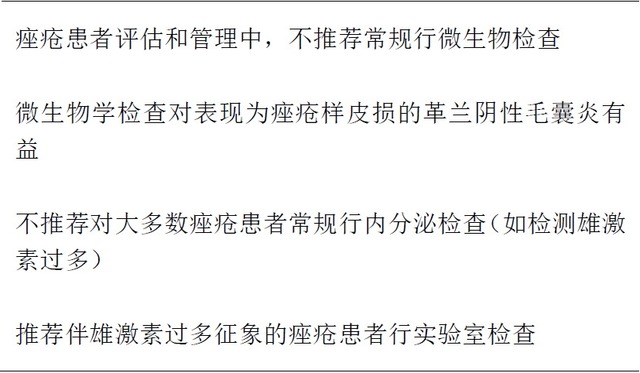 痤疮患者评估和管理中，不推荐常规行微生物检查
微生物学检查对表现为痤疮样皮损的革兰阴性毛囊炎有
益
不推荐对大多数痤疮患者常规行内分泌检查（如检测雄激
素过多）
推荐伴雄激素过多征象的痤疮患者行实验室检查